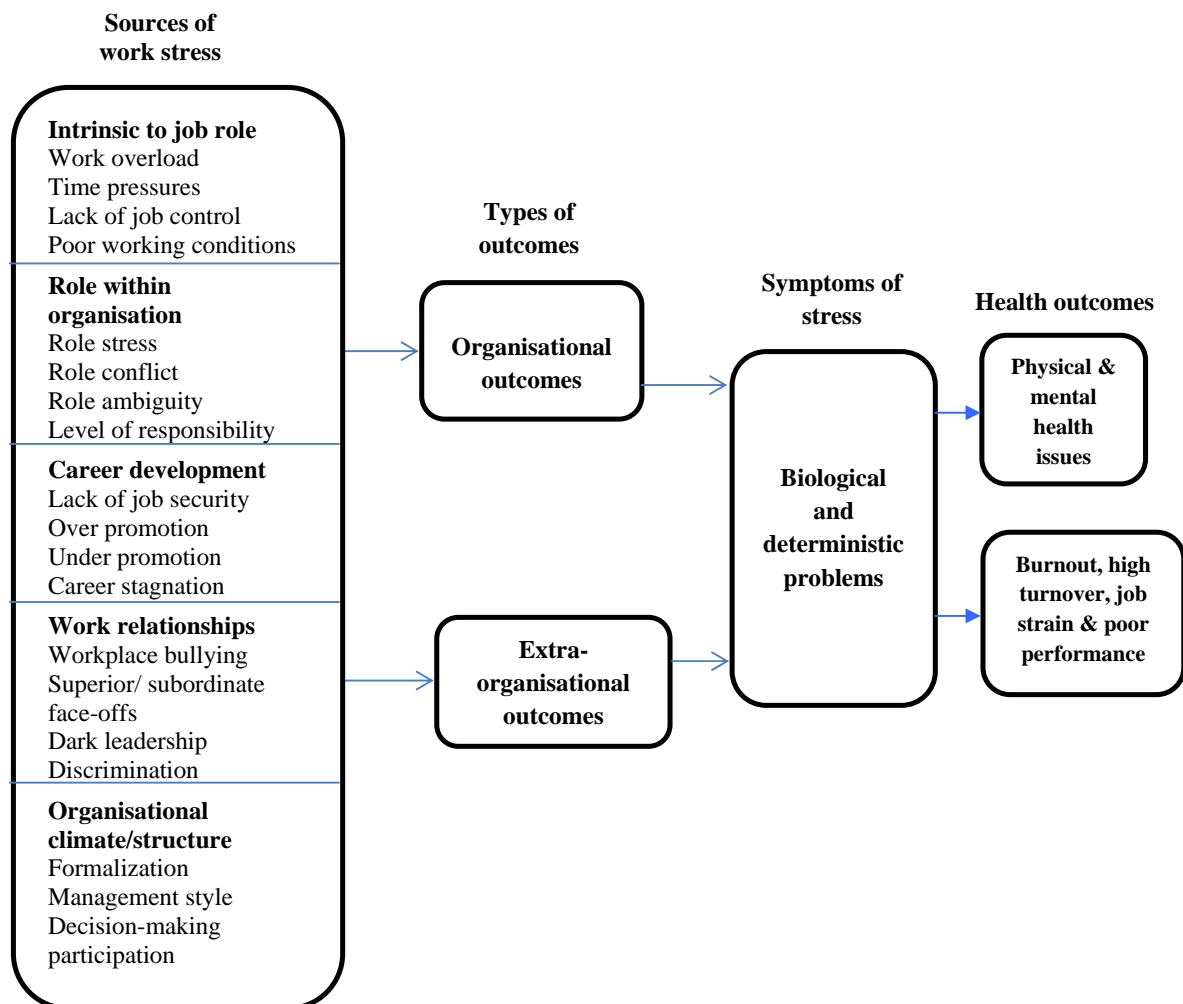 Sources of
work stress
Intrinsic to job role
Work overload
Time pressures
Lack of job control
Poor working conditions
Role within
organisation
Role stress
Role conflict
Role ambiguity
Level of responsibility
Career development
Lack of job security
Over promotion
Under promotion
Career stagnation
Work relationships
Workplace bullying
Superior/ subordinate
face-offs
Dark leadership
Discrimination
Organisational
climate/structure
Formalization
Management style
Decision-making
participation
Types of
outcomes
Organisational
outcomes
Extra-
organisational
outcomes
Symptoms of
stress
Biological
and
deterministic
problems
Health outcomes
Physical &
mental
health
issues
Burnout, high
turnover, job
strain & poor
performance